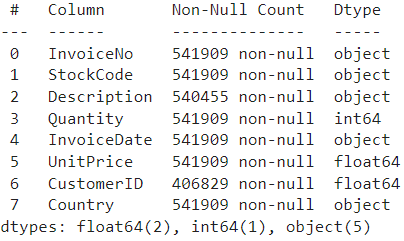 #   Column       Non-Null Count   Dtype
---  ------       --------------   -----
0   InvoiceNo    541909 non-null  object
1   StockCode    541909 non-null  object
2   Description  540455 non-null  object
3   Quantity     541909 non-null  int64
4   InvoiceDate  541909 non-null  object
5   UnitPrice    541909 non-null  float64
6   CustomerID   406829 non-null  float64
7   Country      541909 non-null  object
dtypes: float64(2), int64(1), object(5)